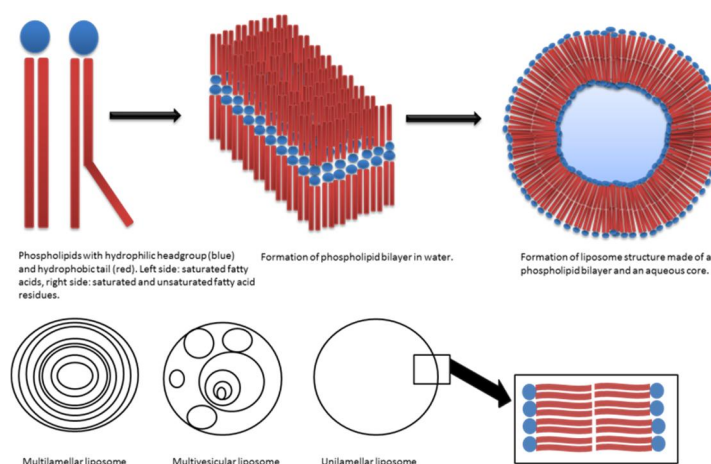 Phospholipids with hydrophilic headgroup (blue)
and hydrophobic tail (red). Left side: saturated fatty
acids, right side: saturated and unsaturated fatty acid
residues.
Formation of phospholipid bilayer in water.
Formation of liposome structure made of a
phospholipid bilayer and an aqueous core.
Multilamellar liposome
Multivesicular liposome
Unilamellar liposome